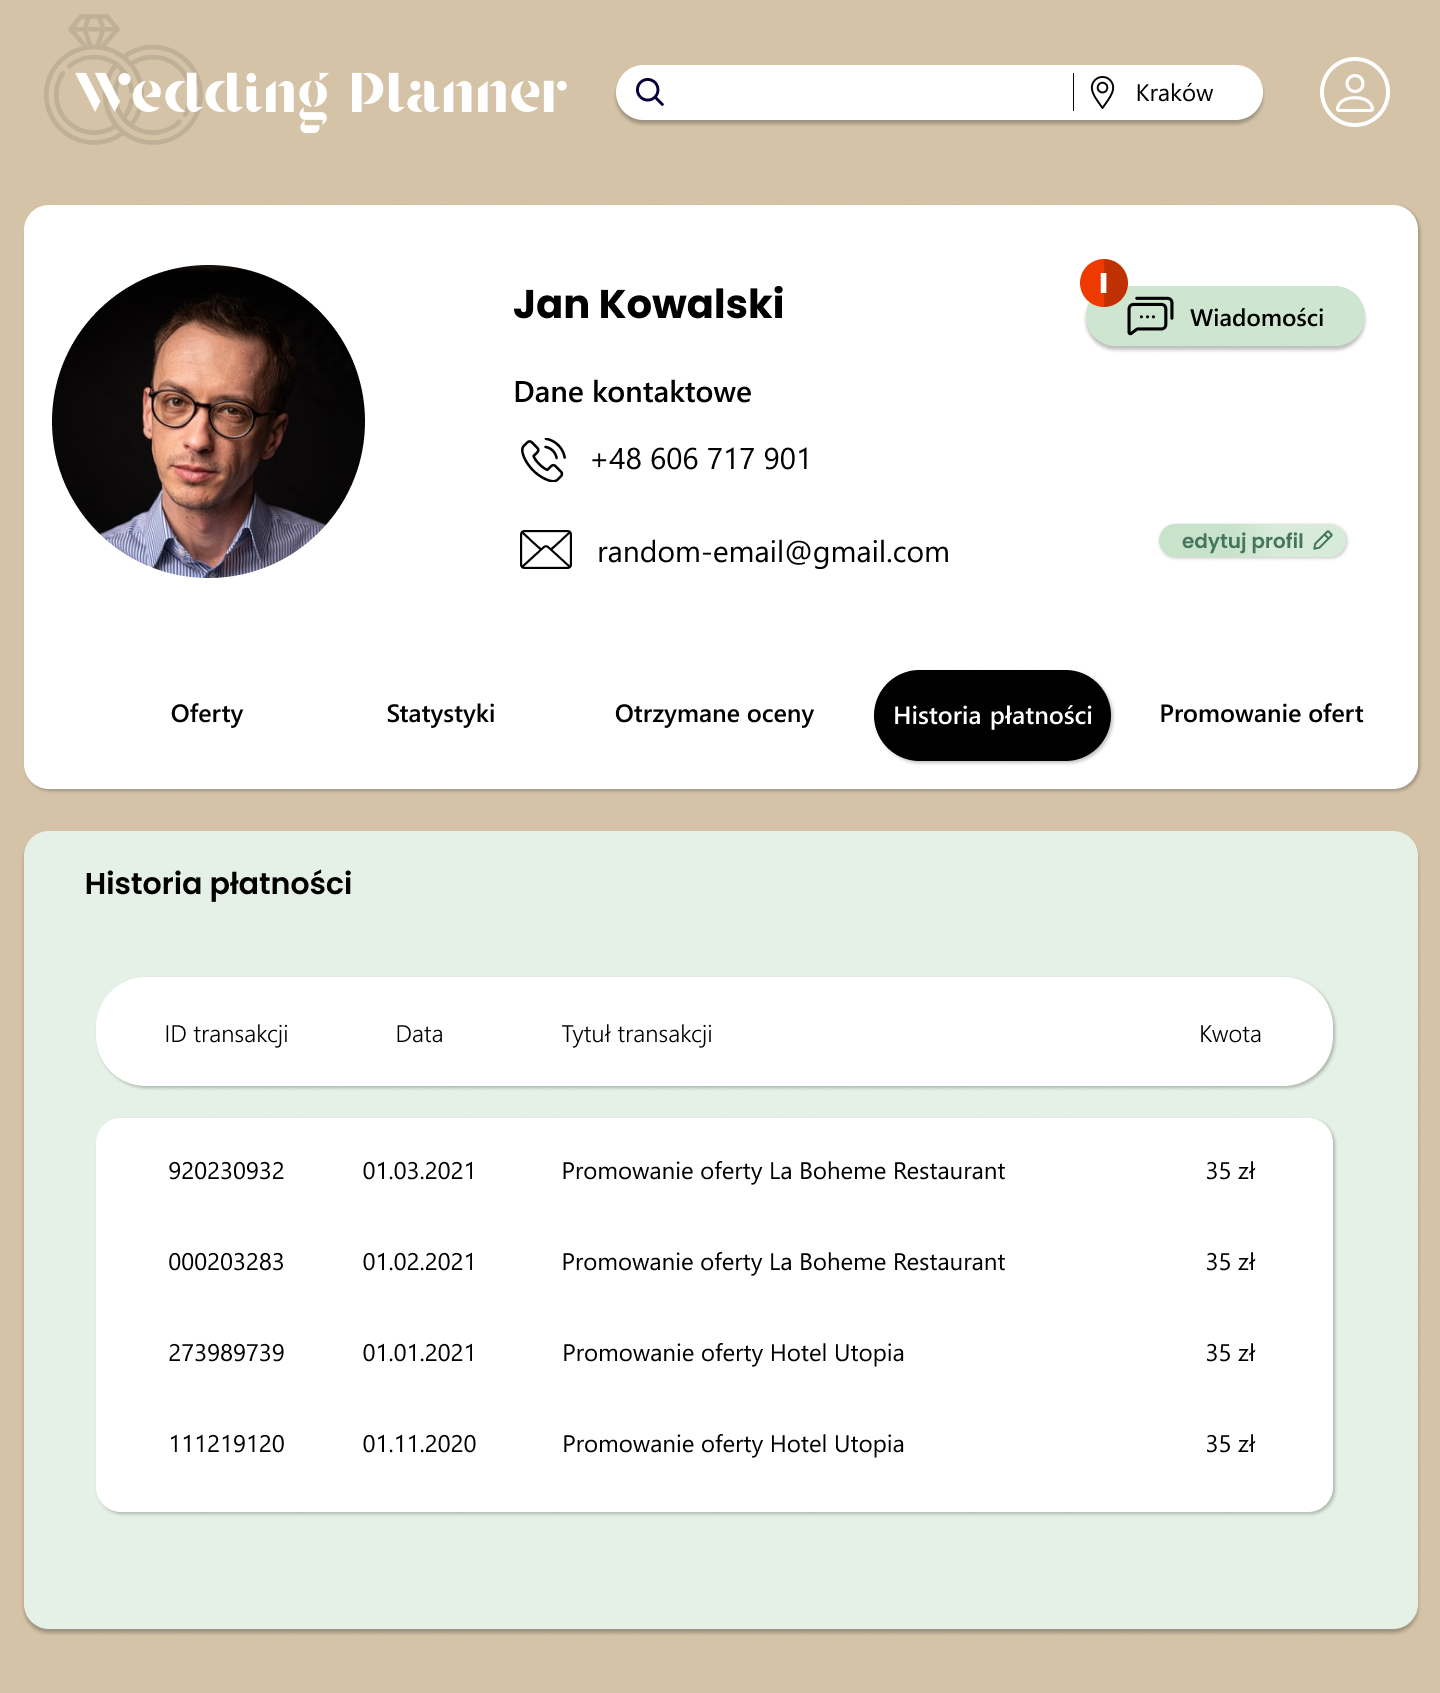 Wedding Planner
Kraków
Jan Kowalski
I
Wiadomości
Dane kontaktowe
+48 606 717 901
random-email@gmail.com
edytuj profil
Oferty Statystyki Otrzymane oceny Historia płatności Promowanie ofert
Historia płatności
ID transakcji Data Tytuł transakcji Kwota
920230932 01.03.2021 Promowanie oferty La Boheme Restaurant 35 zł
000203283 01.02.2021 Promowanie oferty La Boheme Restaurant 35 zł
273989739 01.01.2021 Promowanie oferty Hotel Utopia 35 zł
111219120 01.11.2020 Promowanie oferty Hotel Utopia 35 zł